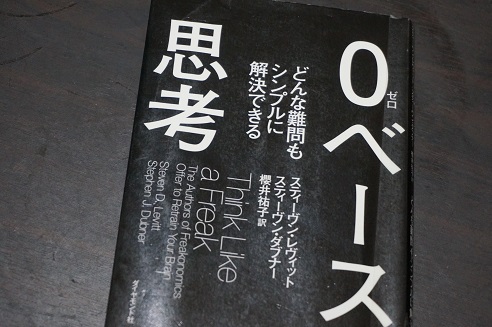 0ベース
ゼロ
思考
どんな難問も
シンプルに
解決できる
スティーヴン・レヴィット
スティーヴン・ダブナー
櫻井祐子 訳
Think Like
a Freak
The Authors of Freakonomics
Offer to Retrain Your Brain
Steven D. Levitt
Stephen J. Dubner
ダイヤモンド社